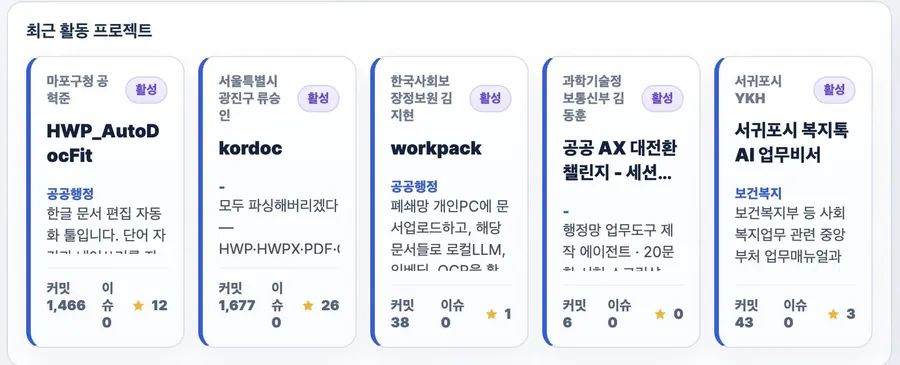 최근 활동 프로젝트
마포구청 공
혁준
활성
HWP_AutoD
ocFit
공공행정
한글 문서 편집 자동
화 툴입니다. 단어 자
커밋
1,466
이
슈
0
★ 12
서울특별시
광진구 류승
인
활성
kordoc
-
모두 파싱해버리겠다
—
HWP·HWPX·PDF·
커밋
1,677
이
슈
0
★ 26
한국사회보
장정보원 김
지현
활성
workpack
공공행정
폐쇄망 개인PC에 문
서업로드하고, 해당
문서들로 로컬LLM,
임베딩, OCR을 활
커밋
38
이슈
0
★ 1
과학기술정
보통신부 김
동훈
활성
공공 AX 대전환
챌린지 - 세션...
-
행정망 업무도구 제
작 에이전트 · 20문
커밋
6
이슈
0
★ 0
서귀포시
YKH
활성
서귀포시 복지톡
AI 업무비서
보건복지
보건복지부 등 사회
복지업무 관련 중앙
부처 업무매뉴얼과
커밋
43
이슈
0
★ 3